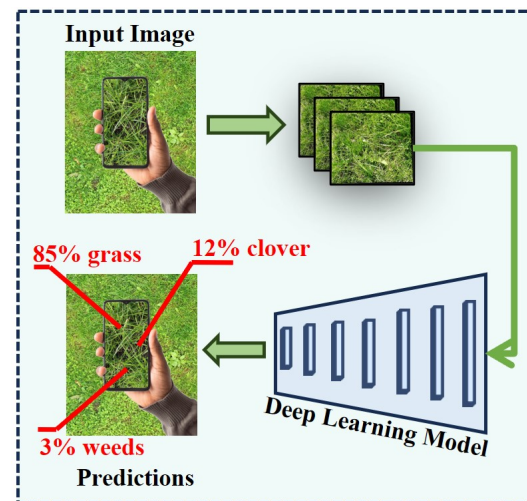 Input Image
85% grass
12% clover
3% weeds
Predictions
Deep Learning Model